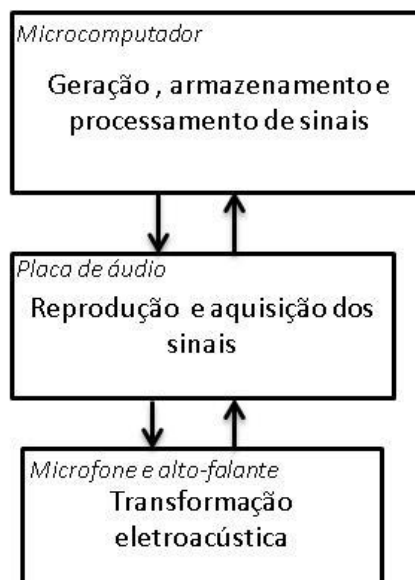 Microcomputador
Geração , armazenamento e
processamento de sinais
Placa de áudio
Reprodução e aquisição dos
sinais
Microfone e alto-falante
Transformação
eletroacústica